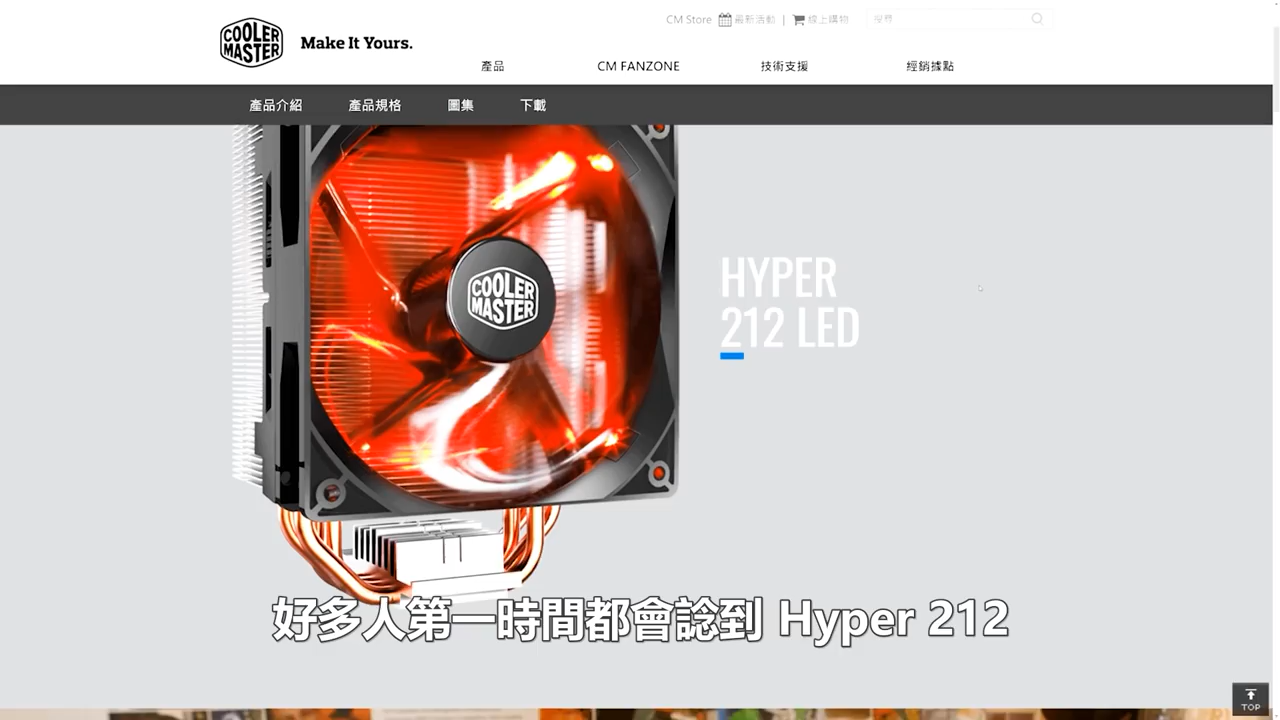 COOLER
MASTER
Make It Yours.
CM Store
最新活動
|
線上購物
搜尋
產品
CM FANZONE
技術支援
經銷據點
產品介紹
產品規格
圖集
下載
COOLER
MASTER
HYPER
212 LED
好多人第一時間都會諗到 Hyper 212
TOP